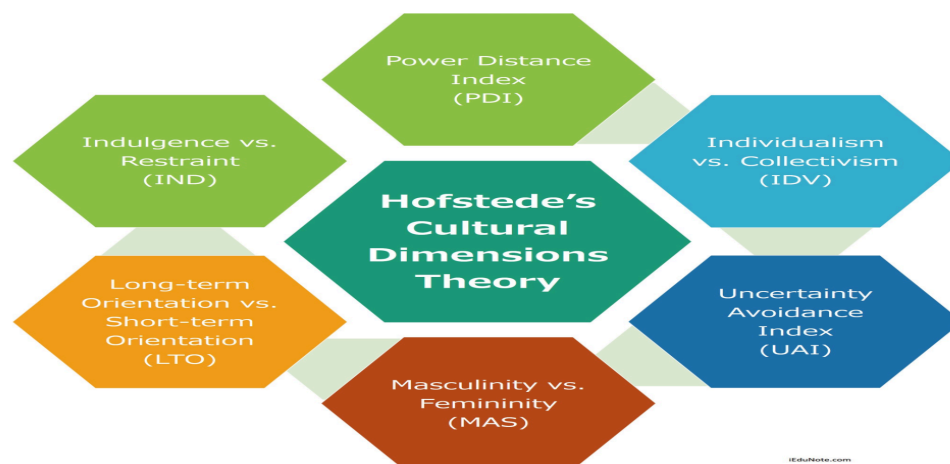 Power Distance
Index
(PDI)
Indulgence vs.
Restraint
(IND)
Individualism
vs. Collectivism
(IDV)
Hofstede's
Cultural
Dimensions
Theory
Long-term
Orientation vs.
Short-term
Orientation
(LTO)
Uncertainty
Avoidance
Index
(UAI)
Masculinity vs.
Femininity
(MAS)
iEduNote.com